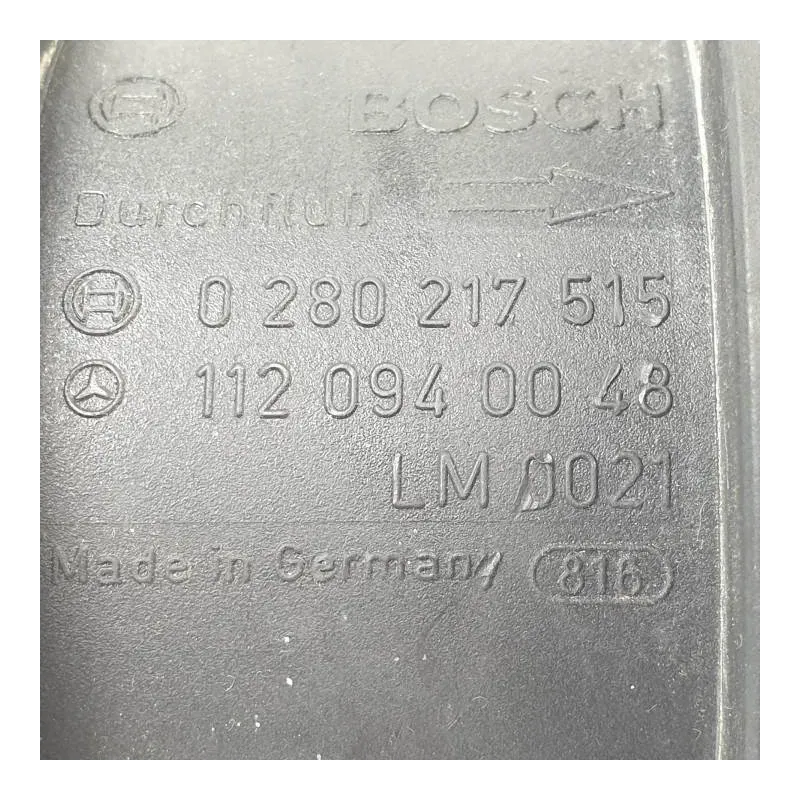 BOSCH
Durchfluß
0 280 217 515
112 094 00 48
LM 0021
Made in Germany 816